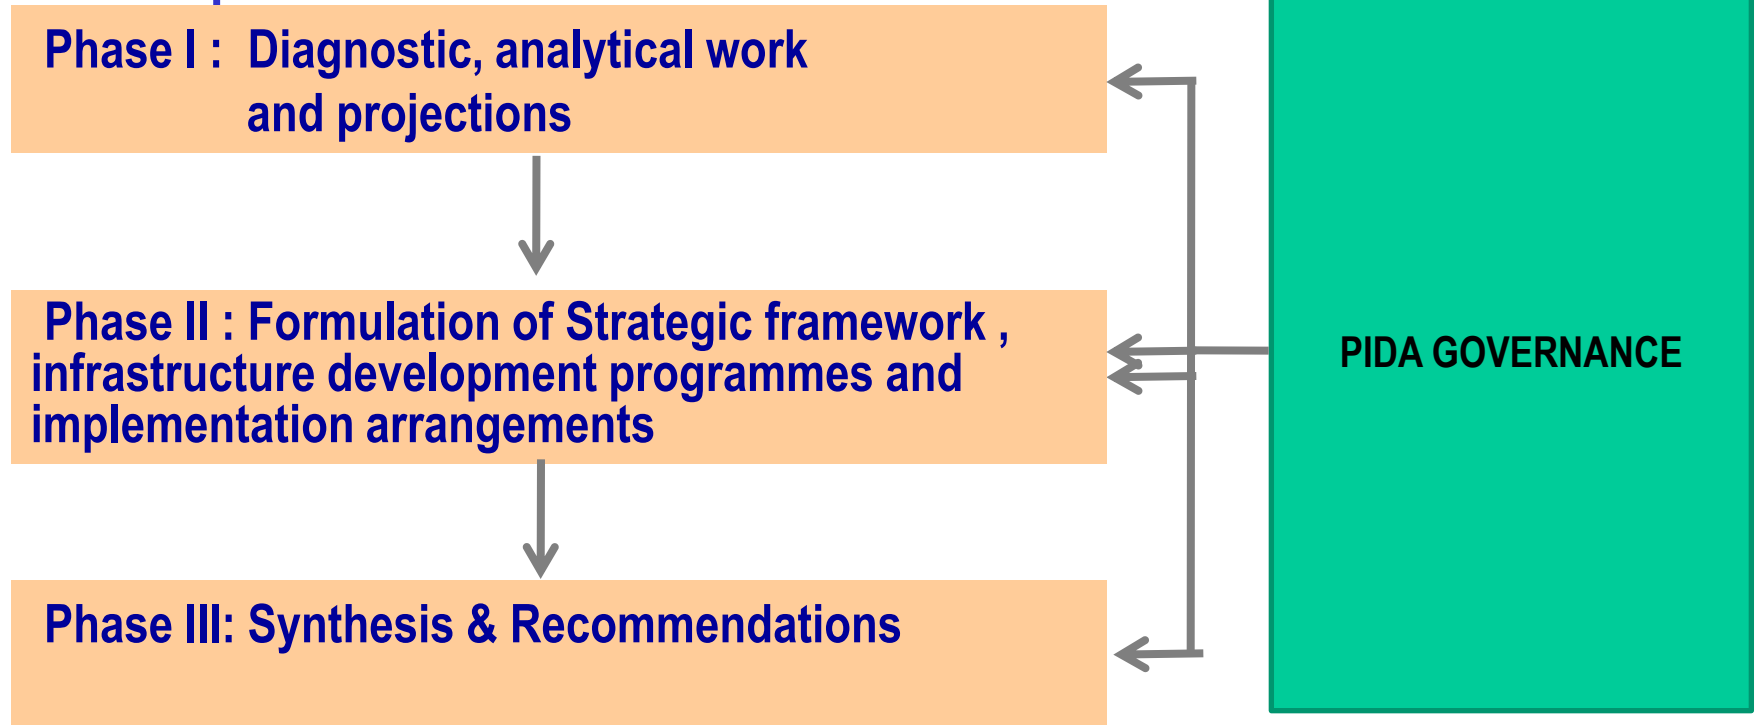 Phase I : Diagnostic, analytical work
and projections
Phase II : Formulation of Strategic framework ,
infrastructure development programmes and
implementation arrangements
PIDA GOVERNANCE
Phase III: Synthesis & Recommendations